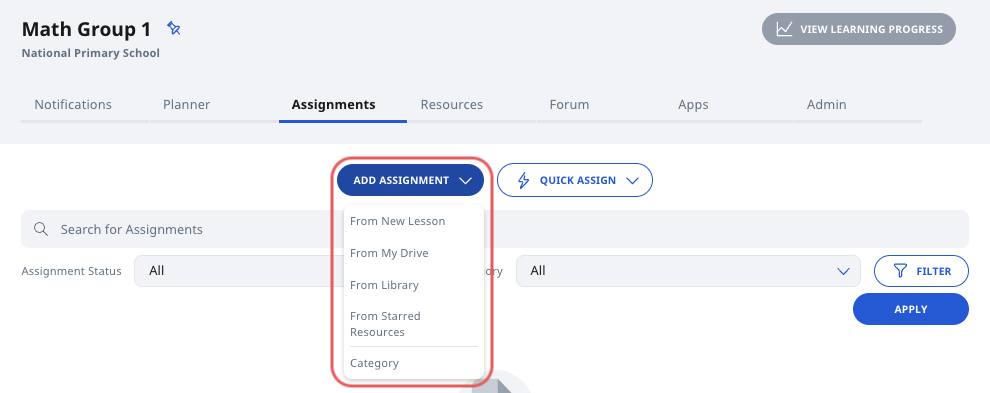 Math Group 1
VIEW LEARNING PROGRESS
National Primary School
Notifications
Planner
Assignments
Resources
Forum
Apps
Admin
ADD ASSIGNMENT
QUICK ASSIGN
From New Lesson
Search for Assignments
From My Drive
Assignment Status
All
ory
All
FILTER
From Library
APPLY
From Starred
Resources
Category